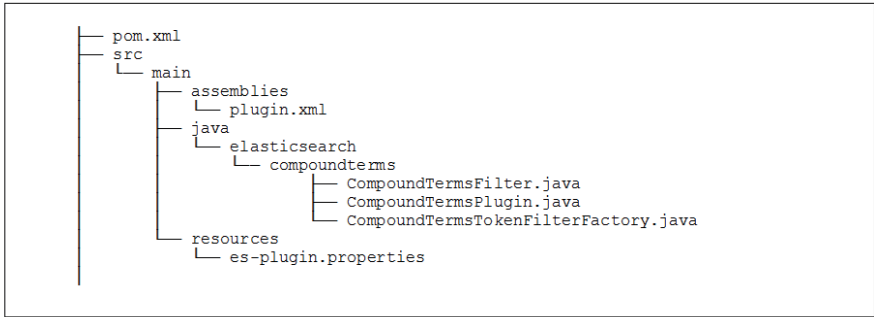 pom.xml
src
main
assemblies
plugin.xml
java
elasticsearch
compoundterms
CompoundTermsFilter.java
CompoundTermsPlugin.java
CompoundTermsTokenFilterFactory.java
resources
es-plugin.properties